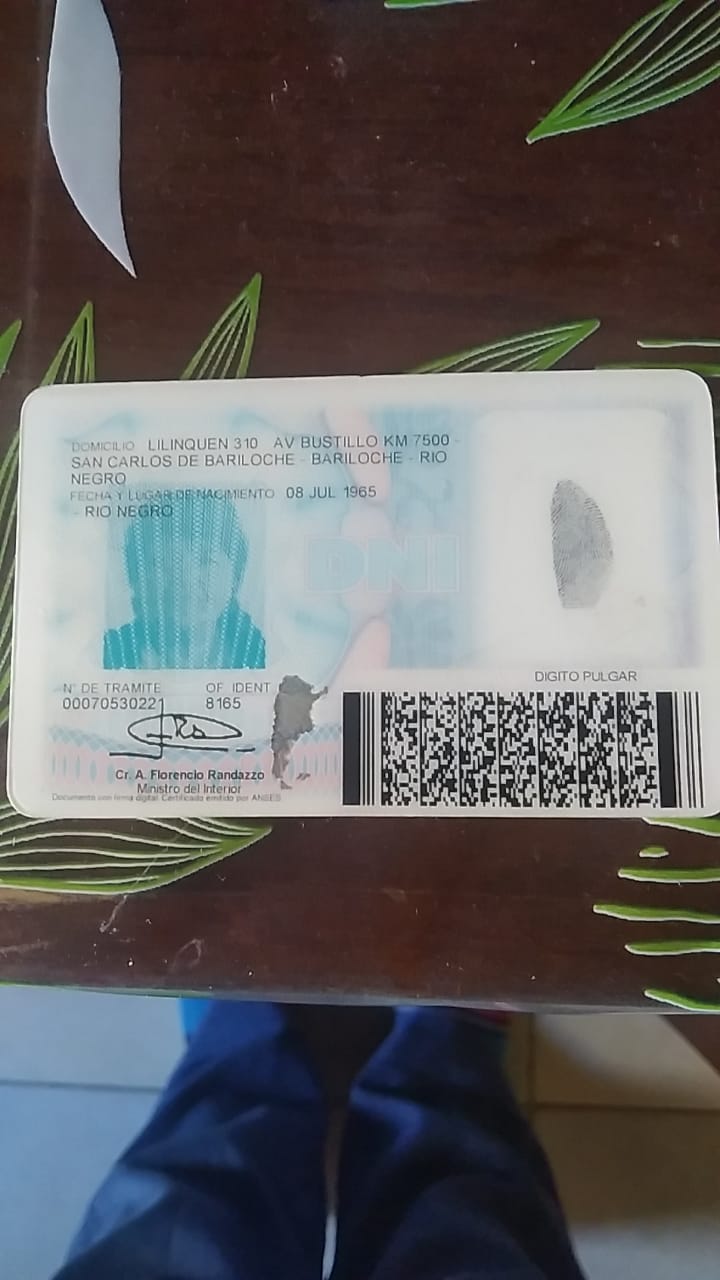 DOMICILIO LILINQUEN 310 AV BUSTILLO KM 7500 -
SAN CARLOS DE BARILOCHE - BARILOCHE - RIO
NEGRO
FECHA Y LUGAR DE NACIMIENTO 08 JUL 1965
- RIO NEGRO
DNI
DIGITO PULGAR
N° DE TRAMITE OF IDENT
00070530221 8165
Cr. A. Florencio Randazzo
Ministro del Interior
Documento con firma digital. Certificado emitido por ANSES